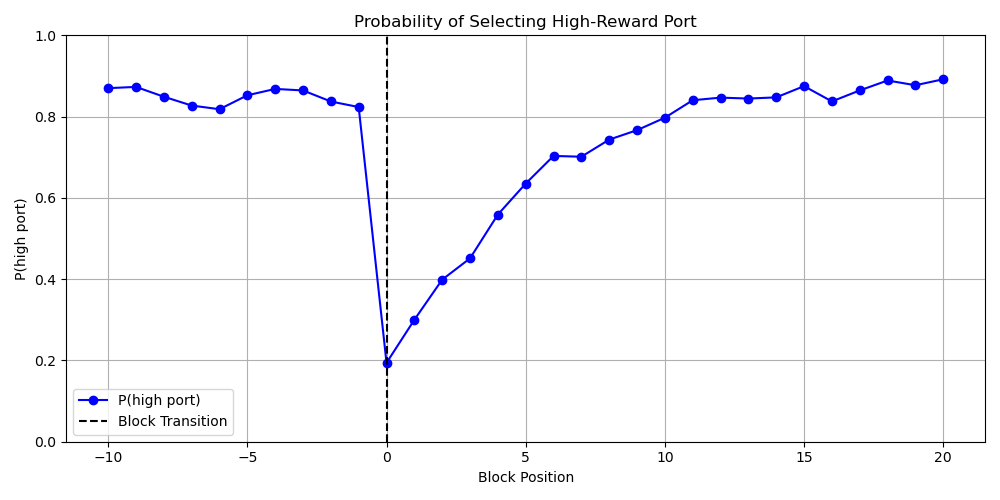 Probability of Selecting High-Reward Port
1.0
0.8
0.6
0.4
0.2
0.0
P(high port)
P(high port)
Block Transition
−10
−5
0
5
10
15
20
Block Position